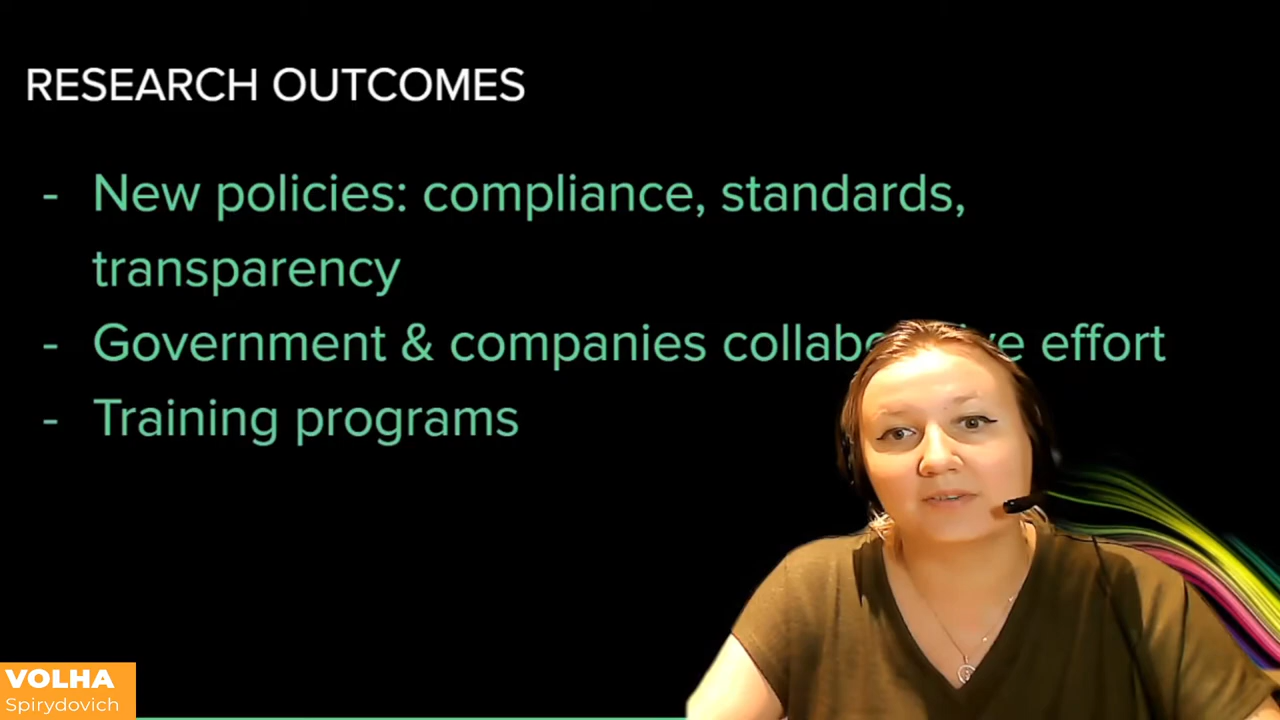 RESEARCH OUTCOMES
- New policies: compliance, standards,
transparency
- Government & companies effort
- Training programs
VOLHA
Spirydovich